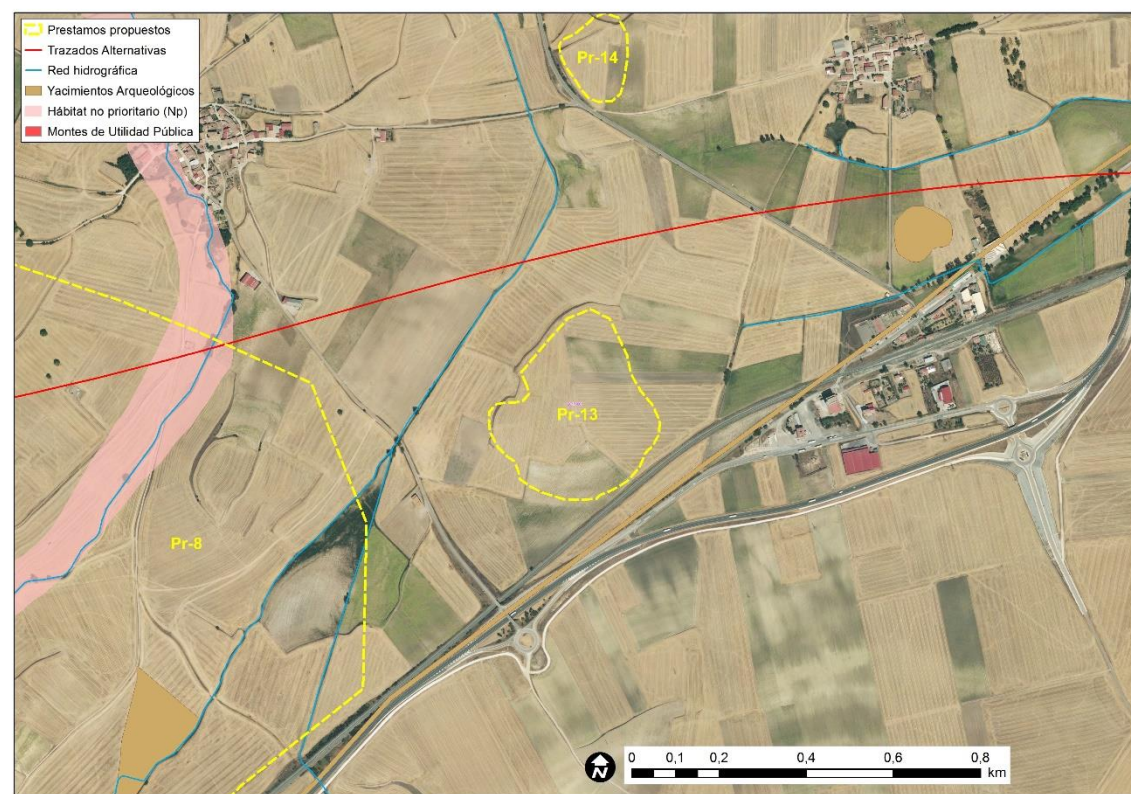 Prestamos propuestos
Trazados Alternativas
Red hidrográfica
Yacimientos Arqueológicos
Hábitat no prioritario (Np)
Montes de Utilidad Pública
Pr-14
Pr-13
Pr-8
N
0 0,1 0,2 0,4 0,6 0,8
km